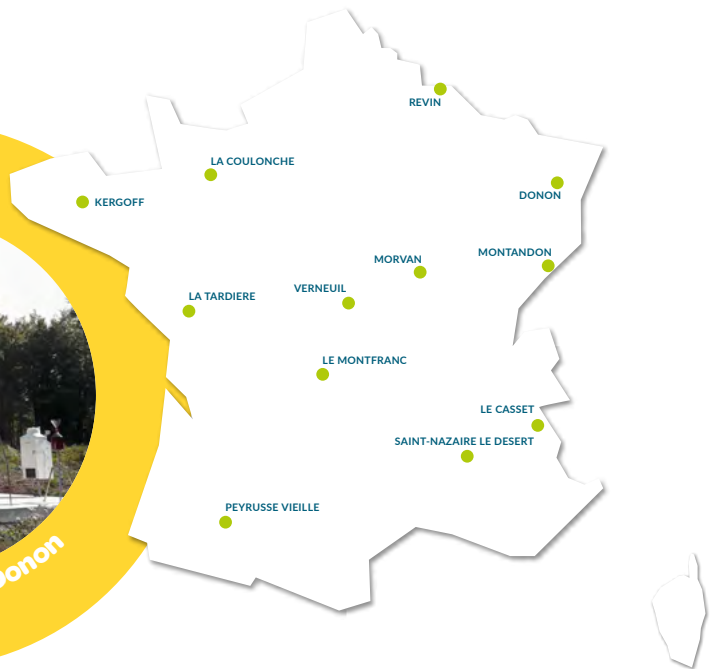 REVIN
LA COULONCHE
DONON
KERGOFF
MONTANDON
MORVAN
VERNEUIL
LA TARDIERE
LE MONTFRANC
LE CASSET
SAINT-NAZAIRE LE DESERT
PEYRUSSE VIEILLE
Donon